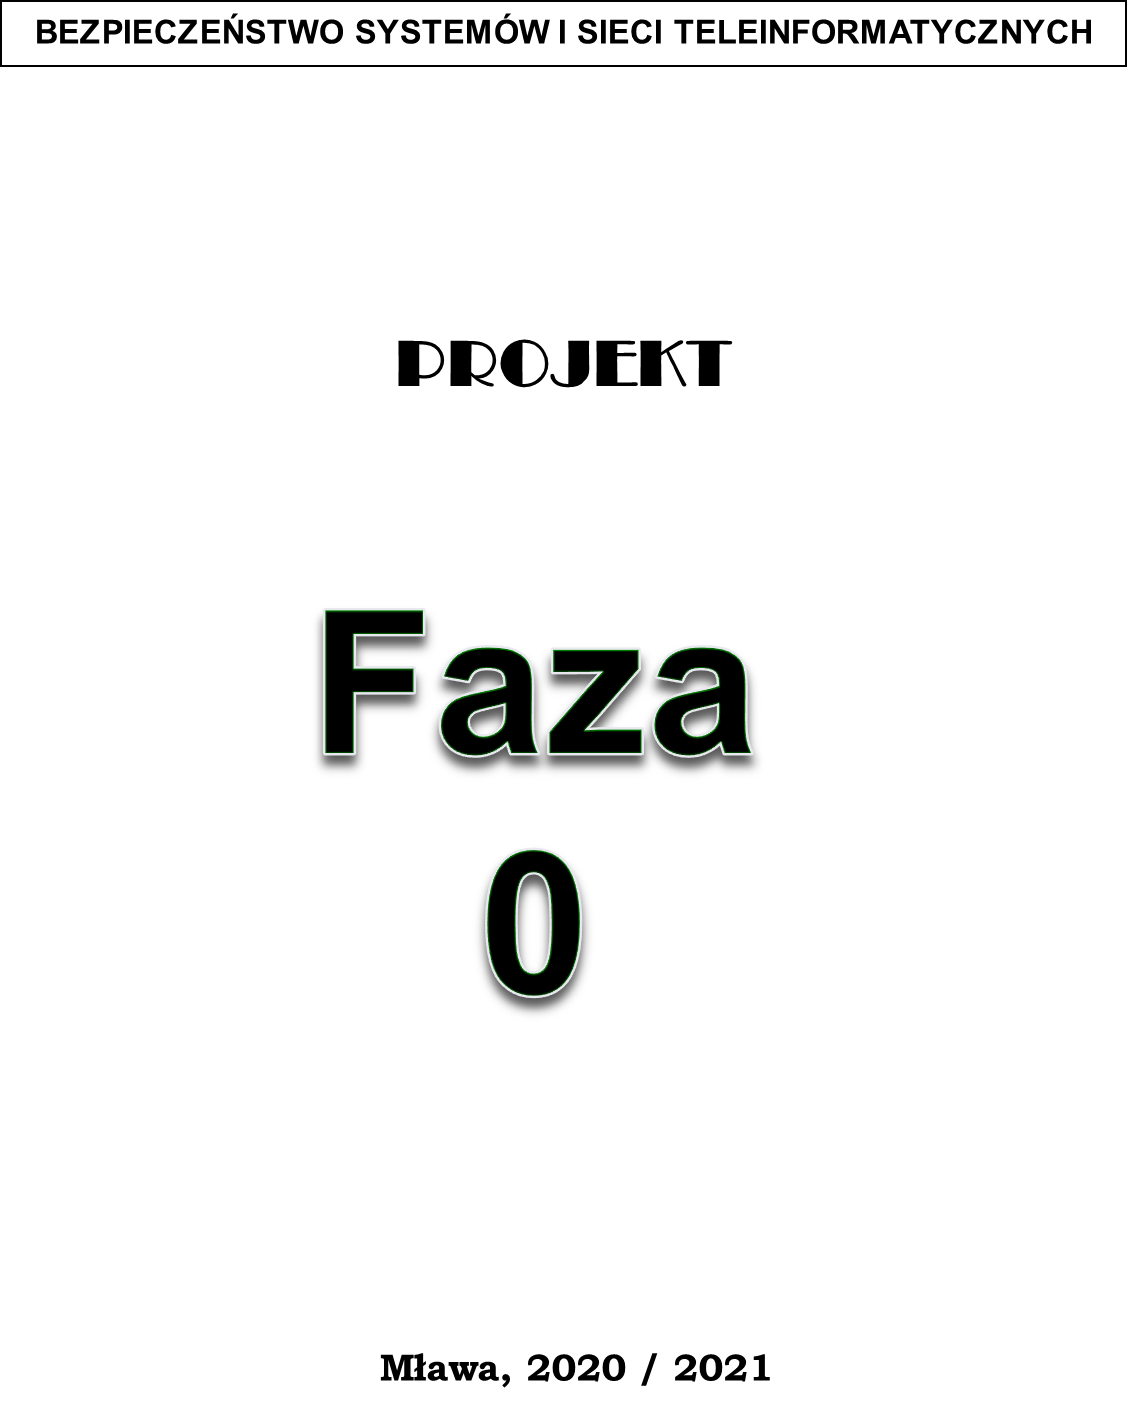 BEZPIECZEŃSTWO SYSTEMÓW I SIECI TELEINFORMATYCZNYCH
PROJEKT
Faza
0
Mława, 2020 / 2021